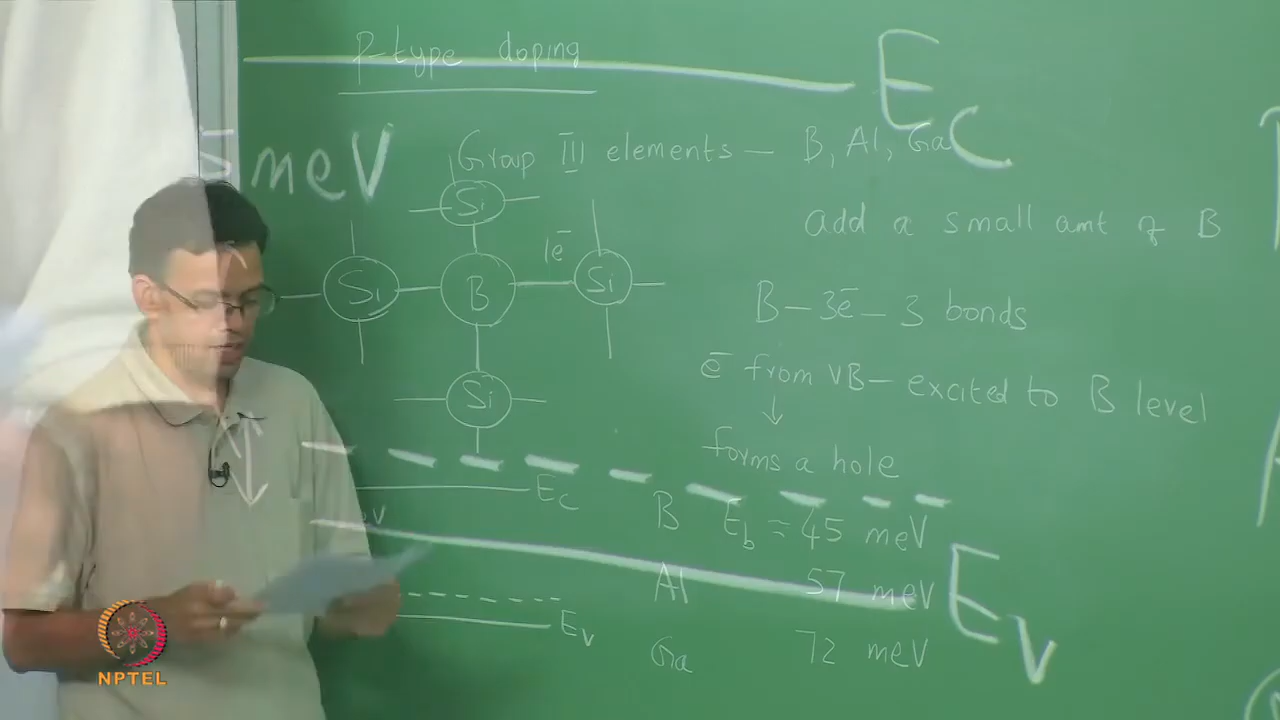 P-type doping
Ec
meV
Group III elements – B, Al, Ga
Si
add a small amt of B
1e̅
Si
B
Si
B – 3e̅ – 3 bonds
e̅ from VB – excited to B level
↓
Si
forms a hole
Ec
B Eb ≈ 45 meV
Al 57 meV
Ev
Ev
Ga 72 meV
NPTEL